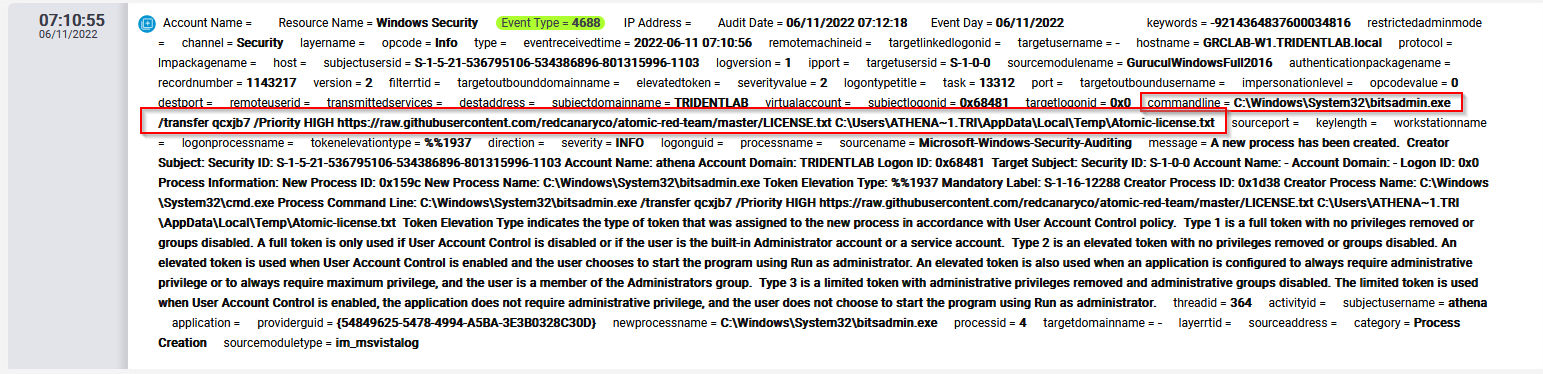 07:10:55
06/11/2022
Account Name = Resource Name = Windows Security Event Type = 4688 IP Address = Audit Date = 06/11/2022 07:12:18 Event Day = 06/11/2022 keywords = -9214364837600034816 restrictedadminmode
= channel = Security layername = opcode = Info type = eventreceivedtime = 2022-06-11 07:10:56 remotemachineid = targetlinkedlogonid = targetusername = - hostname = GRCLAB-W1.TRIDENTLAB.local protocol =
lmpackagename = host = subjectusersid = S-1-5-21-536795106-534386896-801315996-1103 logversion = 1 ipport = targetusersid = S-1-0-0 sourcemodulename = GuruculWindowsFull2016 authenticationpackagename =
recordnumber = 1143217 version = 2 filterrtid = targetoutbounddomainname = elevatedtoken = severityvalue = 2 logontypetitle = task = 13312 port = targetoutboundusername = impersonationlevel = opcodevalue = 0
destport = remoteuserid = transmittedservices = destaddress = subjectdomainname = TRIDENTLAB virtualaccount = subjectlogonid = 0x68481 targetlogonid = 0x0 commandline = C:\Windows\System32\bitsadmin.exe
/transfer qcxjb7 /Priority HIGH https://raw.githubusercontent.com/redcanaryco/atomic-red-team/master/LICENSE.txt C:\Users\ATHENA~1.TRI\AppData\Local\Temp\Atomic-license.txt sourceport = keylength = workstationname
= logonprocessname = tokenelevationtype = %%1937 direction = severity = INFO logonguid = processname = sourcename = Microsoft-Windows-Security-Auditing message = A new process has been created. Creator
Subject: Security ID: S-1-5-21-536795106-534386896-801315996-1103 Account Name: athena Account Domain: TRIDENTLAB Logon ID: 0x68481 Target Subject: Security ID: S-1-0-0 Account Name: - Account Domain: - Logon ID: 0x0
Process Information: New Process ID: 0x159c New Process Name: C:\Windows\System32\bitsadmin.exe Token Elevation Type: %%1937 Mandatory Label: S-1-16-12288 Creator Process ID: 0x1d38 Creator Process Name: C:\Windows
\System32\cmd.exe Process Command Line: C:\Windows\System32\bitsadmin.exe /transfer qcxjb7 /Priority HIGH https://raw.githubusercontent.com/redcanaryco/atomic-red-team/master/LICENSE.txt C:\Users\ATHENA~1.TRI
\AppData\Local\Temp\Atomic-license.txt Token Elevation Type indicates the type of token that was assigned to the new process in accordance with User Account Control policy. Type 1 is a full token with no privileges removed or
groups disabled. A full token is only used if User Account Control is disabled or if the user is the built-in Administrator account or a service account. Type 2 is an elevated token with no privileges removed or groups disabled. An
elevated token is used when User Account Control is enabled and the user chooses to start the program using Run as administrator. An elevated token is also used when an application is configured to always require administrative
privilege or to always require maximum privilege, and the user is a member of the Administrators group. Type 3 is a limited token with administrative privileges removed and administrative groups disabled. The limited token is used
when User Account Control is enabled, the application does not require administrative privilege, and the user does not choose to start the program using Run as administrator. threadid = 364 activityid = subjectusername = athena
application = providerguid = {54849625-5478-4994-A5BA-3E3B0328C30D} newprocessname = C:\Windows\System32\bitsadmin.exe processid = 4 targetdomainname = - layerrtid = sourceaddress = category = Process
Creation sourcemoduletype = im_msvistalog